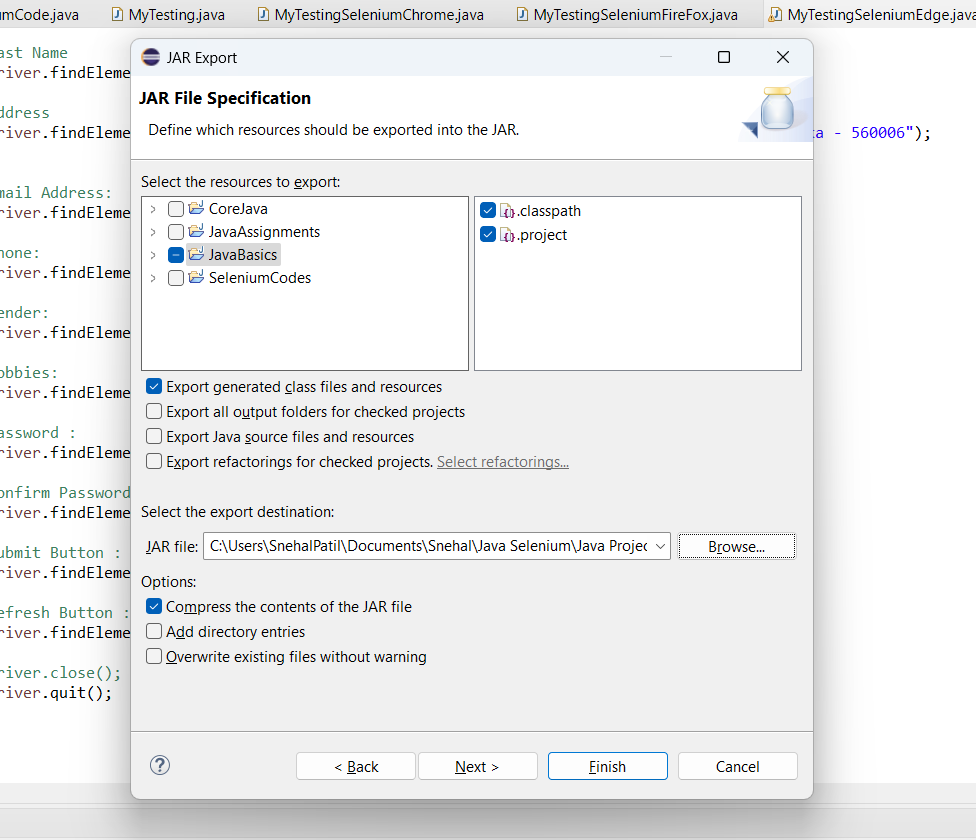 umCode.java MyTesting.java MyTestingSeleniumChrome.java MyTestingSeleniumFireFox.java MyTestingSeleniumEdge.java
JAR Export
JAR File Specification
Define which resources should be exported into the JAR.
Select the resources to export:
CoreJava
JavaAssignments
JavaBasics
SeleniumCodes
.classpath
.project
Export generated class files and resources
Export all output folders for checked projects
Export Java source files and resources
Export refactorings for checked projects. Select refactorings...
Select the export destination:
JAR file: C:\Users\SnehalPatil\Documents\Snehal\Java Selenium\Java Projec Browse...
Options:
Compress the contents of the JAR file
Add directory entries
Overwrite existing files without warning
< Back Next > Finish Cancel
ast Name
river.findEleme
ddress
river.findEleme a - 560006");
mail Address:
river.findEleme
hone:
river.findEleme
ender:
river.findEleme
obbies:
river.findEleme
assword :
river.findEleme
onfirm Password
river.findEleme
ubmit Button :
river.findEleme
efresh Button :
river.findEleme
river.close();
river.quit();